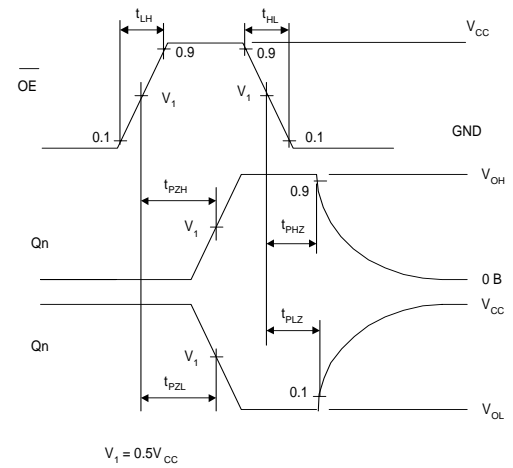 t_LH t_HL
V_CC
0.9 0.9
OE
V_1 V_1
0.1 0.1
GND
V_OH
t_PZH 0.9
V_1 t_PHZ
Qn
0 B
V_CC
t_PLZ
Qn
V_1
t_PZL 0.1
V_OL
V_1 = 0.5V_CC